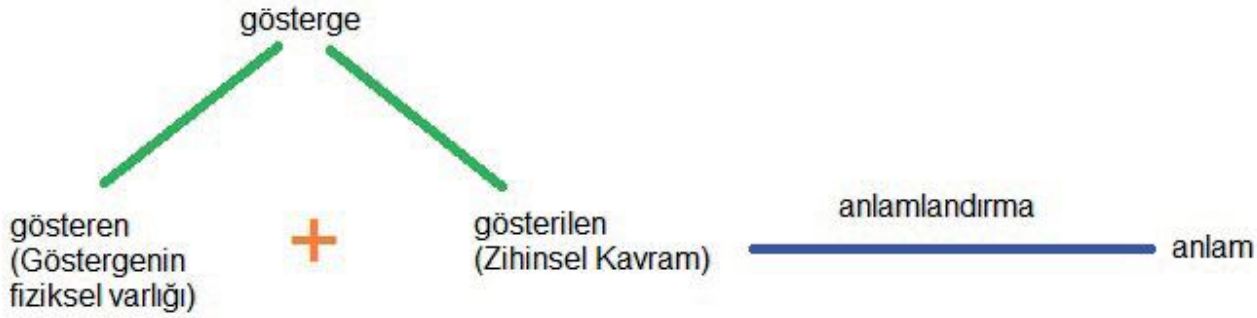 gösterge
gösteren
(Göstergenin
fiziksel varlığı)
+
gösterilen
(Zihinsel Kavram)
anlamlandırma
anlam